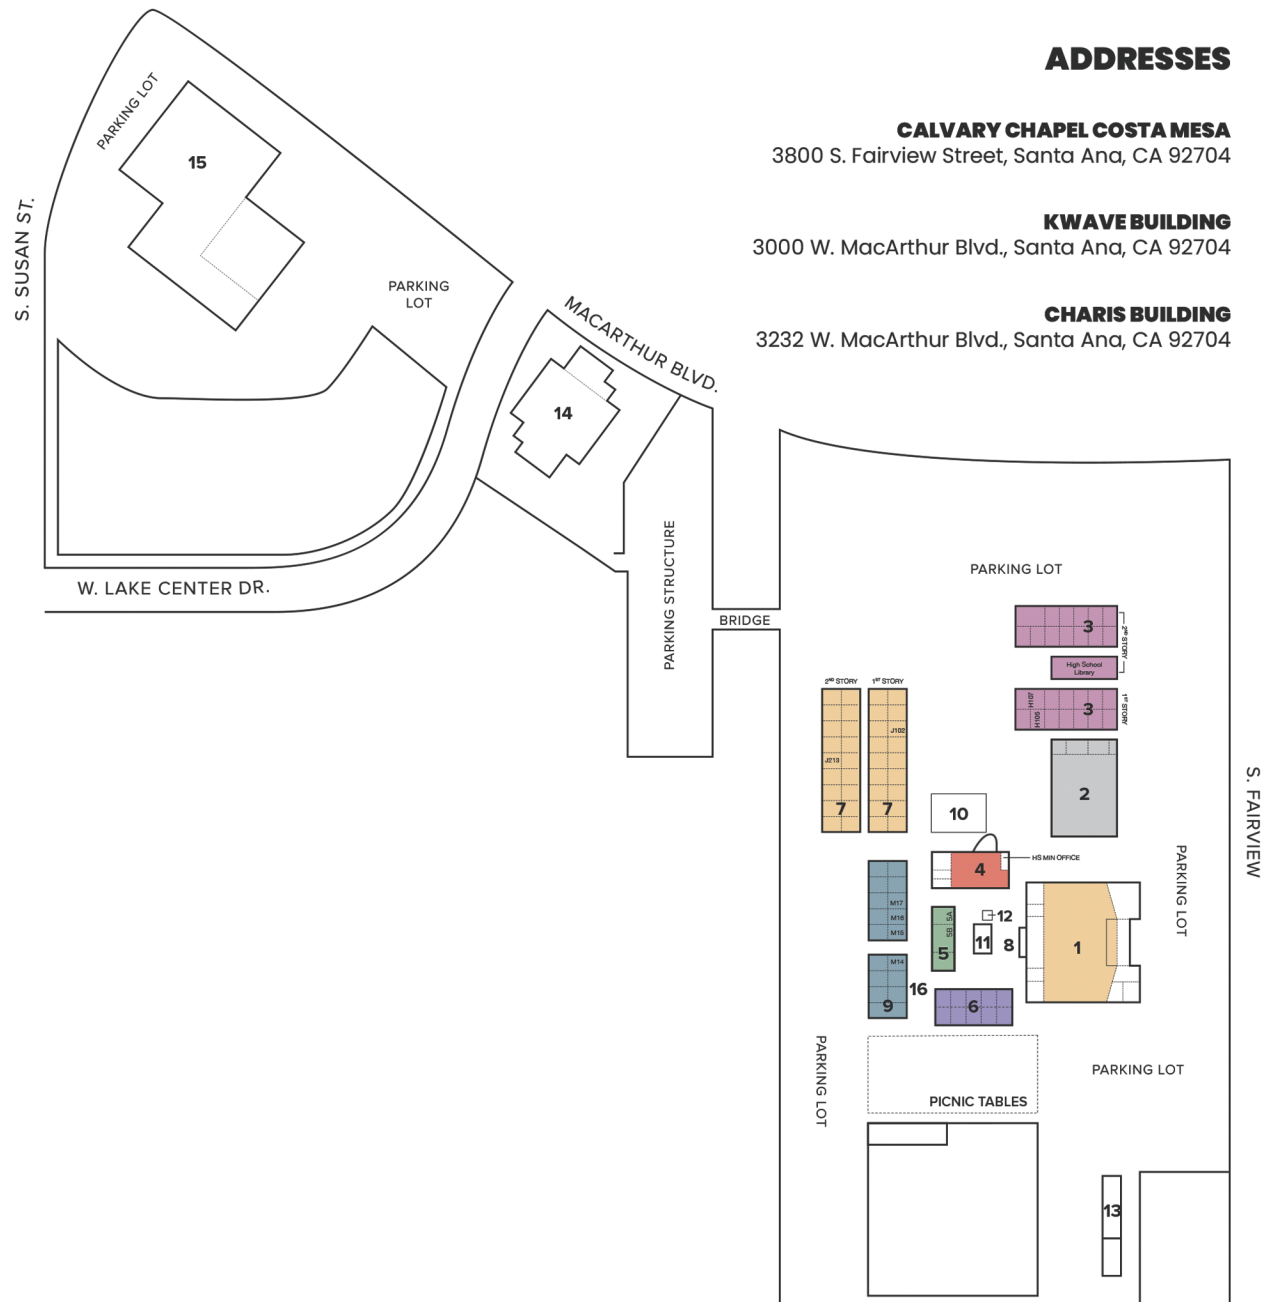 ADDRESSES
CALVARY CHAPEL COSTA MESA
3800 S. Fairview Street, Santa Ana, CA 92704
KWAVE BUILDING
3000 W. MacArthur Blvd., Santa Ana, CA 92704
CHARIS BUILDING
3232 W. MacArthur Blvd., Santa Ana, CA 92704
PARKING LOT
15
S. SUSAN ST.
PARKING
LOT
MACARTHUR BLVD.
14
W. LAKE CENTER DR.
PARKING STRUCTURE
BRIDGE
PARKING LOT
3
2ND STORY
High School
Library
H107
H105
3
1ST STORY
2ND STORY
1ST STORY
J102
J213
7
7
2
10
S. FAIRVIEW
4
HS MIN OFFICE
PARKING LOT
M17
M16
M15
5A
5B
5
12
11
8
1
M14
9
16
6
PARKING LOT
PARKING LOT
PICNIC TABLES
13